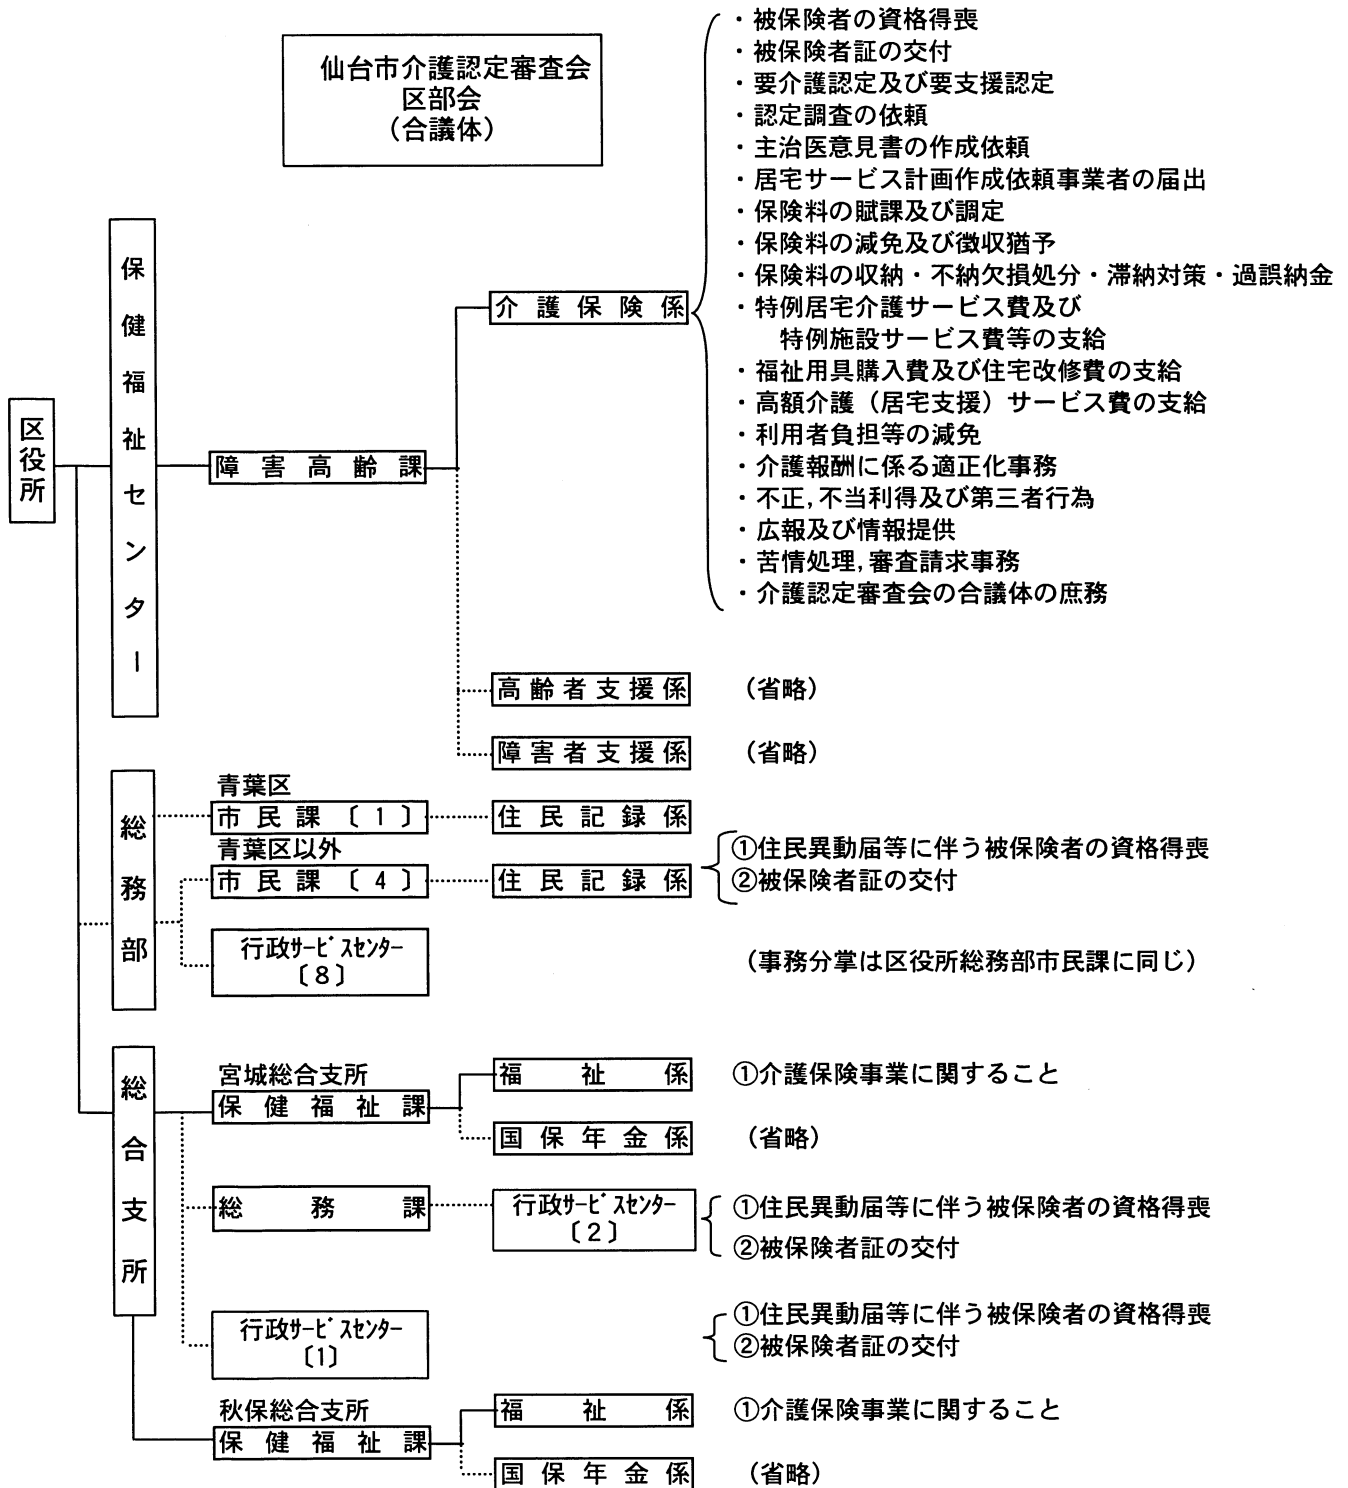 仙台市介護認定審査会
区部会
（合議体）
区役所
保健福祉センター
障害高齢課
介護保険係
・被保険者の資格得喪
・被保険者証の交付
・要介護認定及び要支援認定
・認定調査の依頼
・主治医意見書の作成依頼
・居宅サービス計画作成依頼事業者の届出
・保険料の賦課及び調定
・保険料の減免及び徴収猶予
・保険料の収納・不納欠損処分・滞納対策・過誤納金
・特例居宅介護サービス費及び
特例施設サービス費等の支給
・福祉用具購入費及び住宅改修費の支給
・高額介護（居宅支援）サービス費の支給
・利用者負担等の減免
・介護報酬に係る適正化事務
・不正,不当利得及び第三者行為
・広報及び情報提供
・苦情処理,審査請求事務
・介護認定審査会の合議体の庶務
高齢者支援係
（省略）
障害者支援係
（省略）
総務部
青葉区
市民課〔1〕
住民記録係
青葉区以外
市民課〔4〕
住民記録係
①住民異動届等に伴う被保険者の資格得喪
②被保険者証の交付
行政ｻｰﾋﾞｽｾﾝﾀｰ
〔8〕
（事務分掌は区役所総務部市民課に同じ）
総合支所
宮城総合支所
保健福祉課
福祉係
①介護保険事業に関すること
国保年金係
（省略）
総務課
行政ｻｰﾋﾞｽｾﾝﾀｰ
〔2〕
①住民異動届等に伴う被保険者の資格得喪
②被保険者証の交付
行政ｻｰﾋﾞｽｾﾝﾀｰ
〔1〕
①住民異動届等に伴う被保険者の資格得喪
②被保険者証の交付
秋保総合支所
保健福祉課
福祉係
①介護保険事業に関すること
国保年金係
（省略）